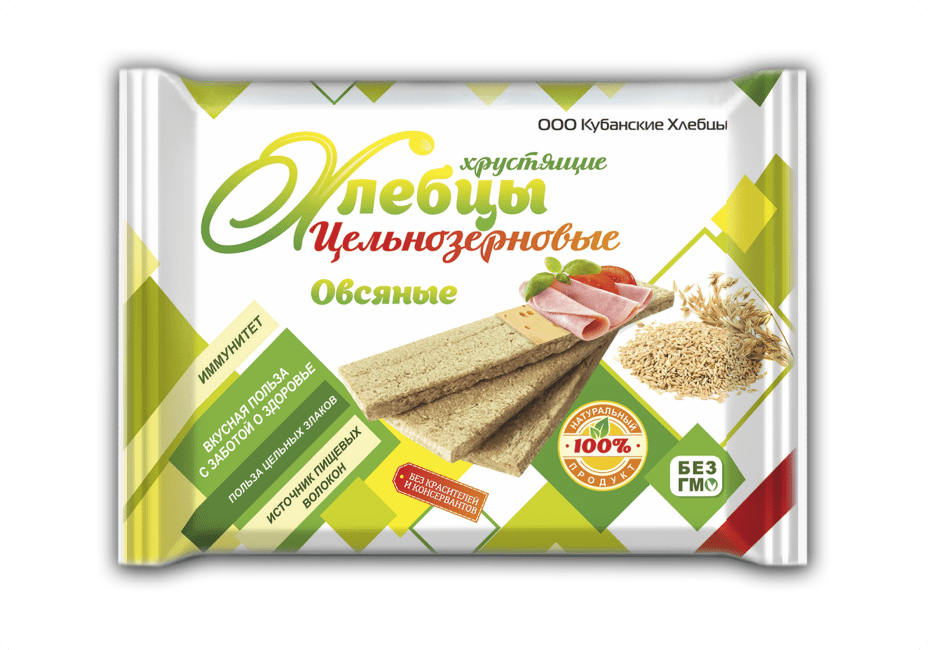 ООО Кубанские Хлебцы
хрустящие
Хлебцы
Цельнозерновые
Овсяные
ИММУНИТЕТ
ВКУСНАЯ ПОЛЬЗА
С ЗАБОТОЙ О ЗДОРОВЬЕ
ПОЛЬЗА ЦЕЛЬНЫХ ЗЛАКОВ
ИСТОЧНИК ПИЩЕВЫХ
ВОЛОКОН
БЕЗ КРАСИТЕЛЕЙ
И КОНСЕРВАНТОВ
НАТУРАЛЬНЫЙ
100%
ПРОДУКТ
БЕЗ
ГМО